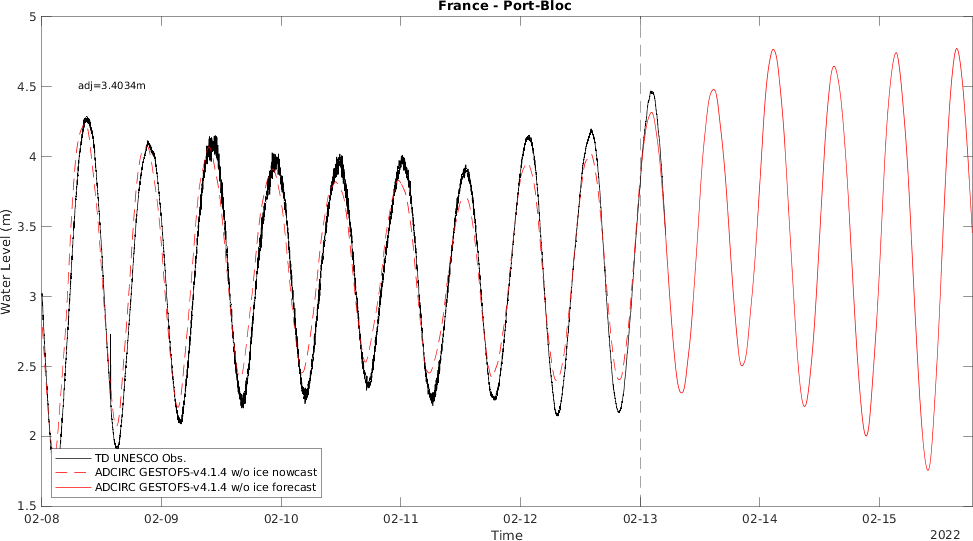 France - Port-Bloc
5
4.5
4
3.5
3
2.5
2
1.5
Water Level (m)
adj=3.4034m
TD UNESCO Obs.
ADCIRC GESTOFS-v4.1.4 w/o ice nowcast
ADCIRC GESTOFS-v4.1.4 w/o ice forecast
02-08 02-09 02-10 02-11 02-12 02-13 02-14 02-15
Time
2022